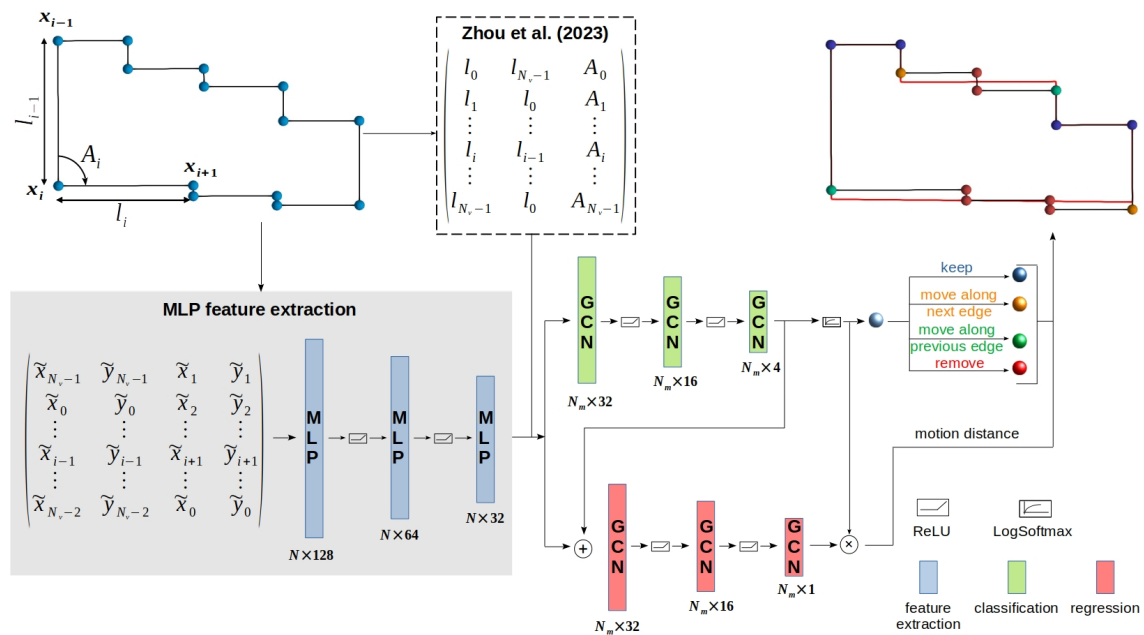 x_{i−1}
l_{i−1}
A_i
x_i
x_{i+1}
l_i
Zhou et al. (2023)
l_0 l_{N_v−1} A_0
l_1 l_0 A_1
⋮ ⋮ ⋮
l_i l_{i−1} A_i
⋮ ⋮ ⋮
l_{N_v−1} l_0 A_{N_v−1}
MLP feature extraction
x̃_{N_v−1} ỹ_{N_v−1} x̃_1 ỹ_1
x̃_0 ỹ_0 x̃_2 ỹ_2
⋮ ⋮ ⋮ ⋮
x̃_{i−1} ỹ_{i−1} x̃_{i+1} ỹ_{i+1}
⋮ ⋮ ⋮ ⋮
x̃_{N_v−2} ỹ_{N_v−2} x̃_0 ỹ_0
MLP
N×128
MLP
N×64
MLP
N×32
GCN
N_m×32
GCN
N_m×16
GCN
N_m×4
keep
move along
next edge
move along
previous edge
remove
motion distance
+
GCN
N_m×32
GCN
N_m×16
GCN
N_m×1
×
ReLU
LogSoftmax
feature
extraction
classification
regression